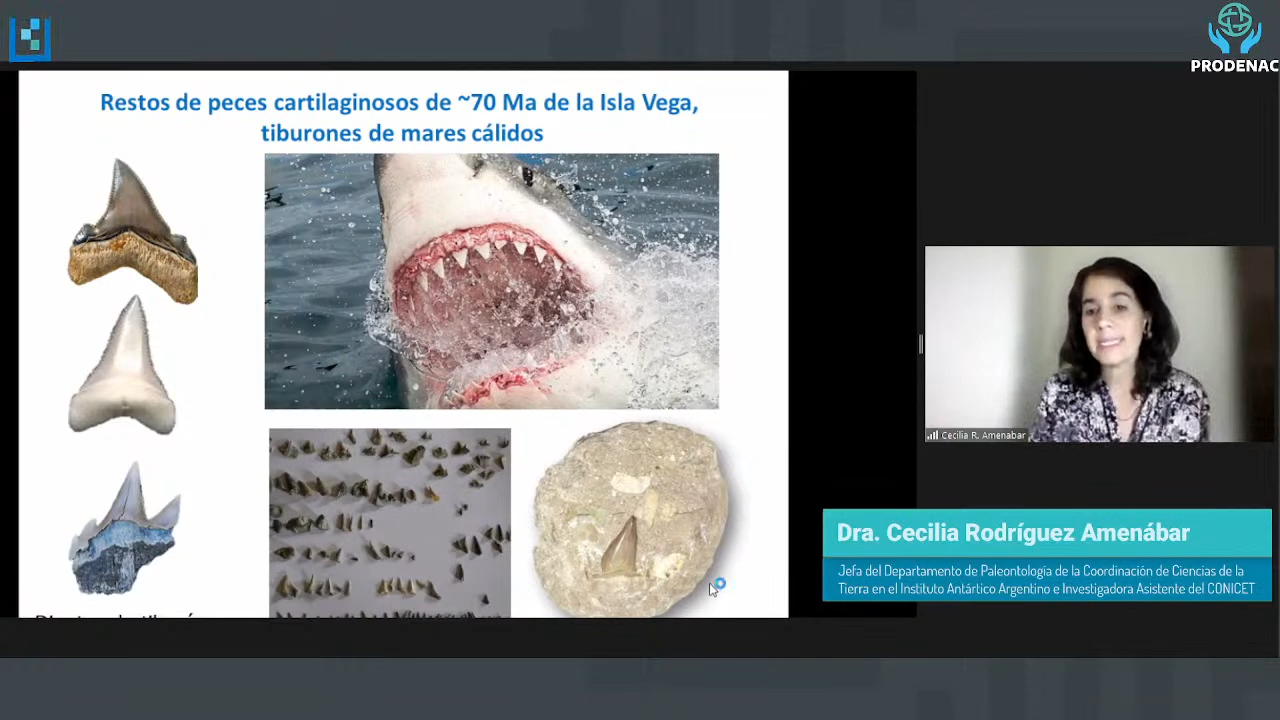 PRODENAC
Restos de peces cartilaginosos de ~70 Ma de la Isla Vega,
tiburones de mares cálidos
Cecilia R. Amenabar
Dra. Cecilia Rodríguez Amenábar
Jefa del Departamento de Paleontología de la Coordinación de Ciencias de la
Tierra en el Instituto Antártico Argentino e Investigadora Asistente del CONICET